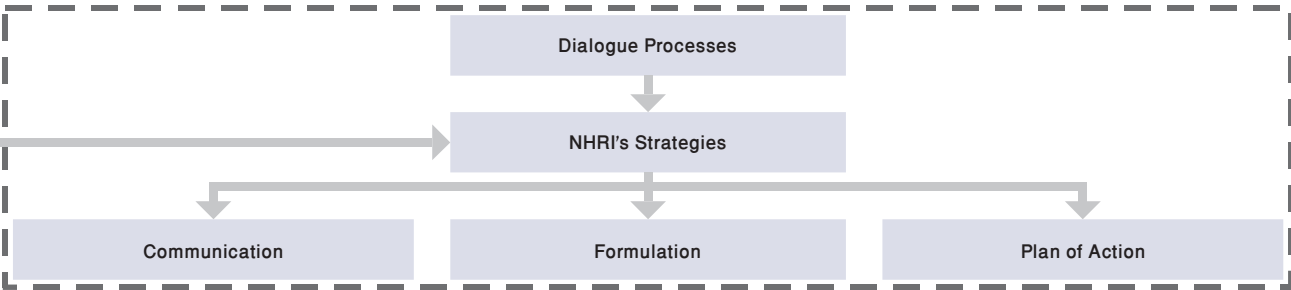 Dialogue Processes
NHRI's Strategies
Communication
Formulation
Plan of Action